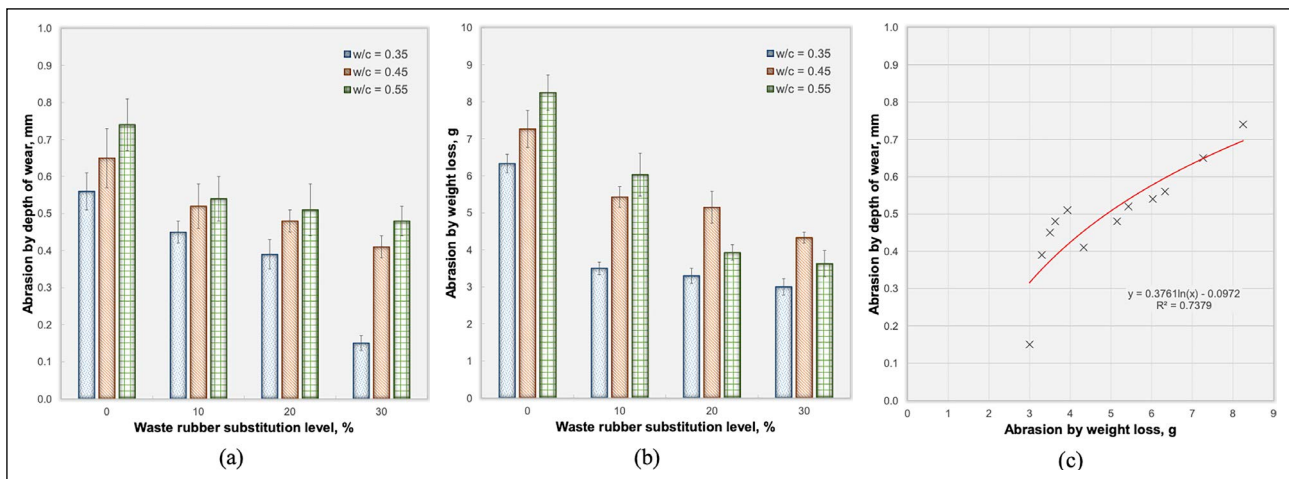 1.0
0.9
0.8
0.7
0.6
0.5
0.4
0.3
0.2
0.1
0.0
Abrasion by depth of wear, mm
w/c = 0.35
w/c = 0.45
w/c = 0.55
0 10 20 30
Waste rubber substitution level, %
(a)
10
9
8
7
6
5
4
3
2
1
0
Abrasion by weight loss, g
w/c = 0.35
w/c = 0.45
w/c = 0.55
0 10 20 30
Waste rubber substitution level, %
(b)
1.0
0.9
0.8
0.7
0.6
0.5
0.4
0.3
0.2
0.1
0.0
Abrasion by depth of wear, mm
y = 0.3761ln(x) - 0.0972
R² = 0.7379
0 1 2 3 4 5 6 7 8 9
Abrasion by weight loss, g
(c)